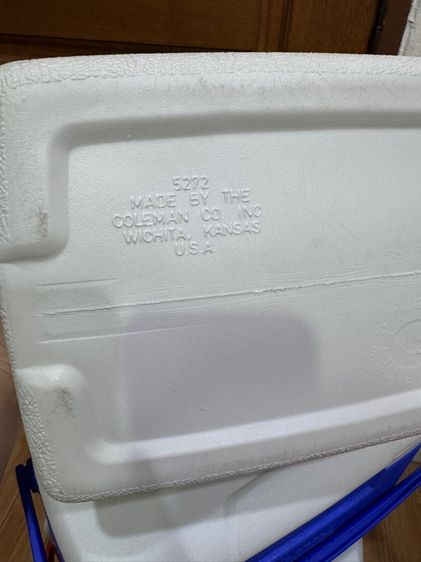 5272
MADE BY THE
COLEMAN CO. INC
WICHITA, KANSAS
U.S.A